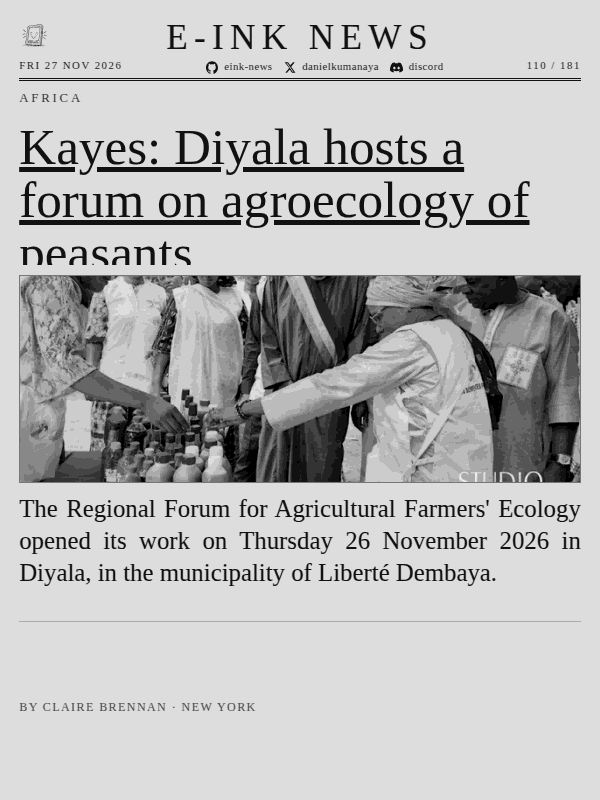 E-INK NEWS
FRI 27 NOV 2026
eink-news
danielkumanaya
discord
110 / 181
AFRICA
Kayes: Diyala hosts a
forum on agroecology of
peasants
STUDIO
The Regional Forum for Agricultural Farmers' Ecology
opened its work on Thursday 26 November 2026 in
Diyala, in the municipality of Liberté Dembaya.
BY CLAIRE BRENNAN · NEW YORK